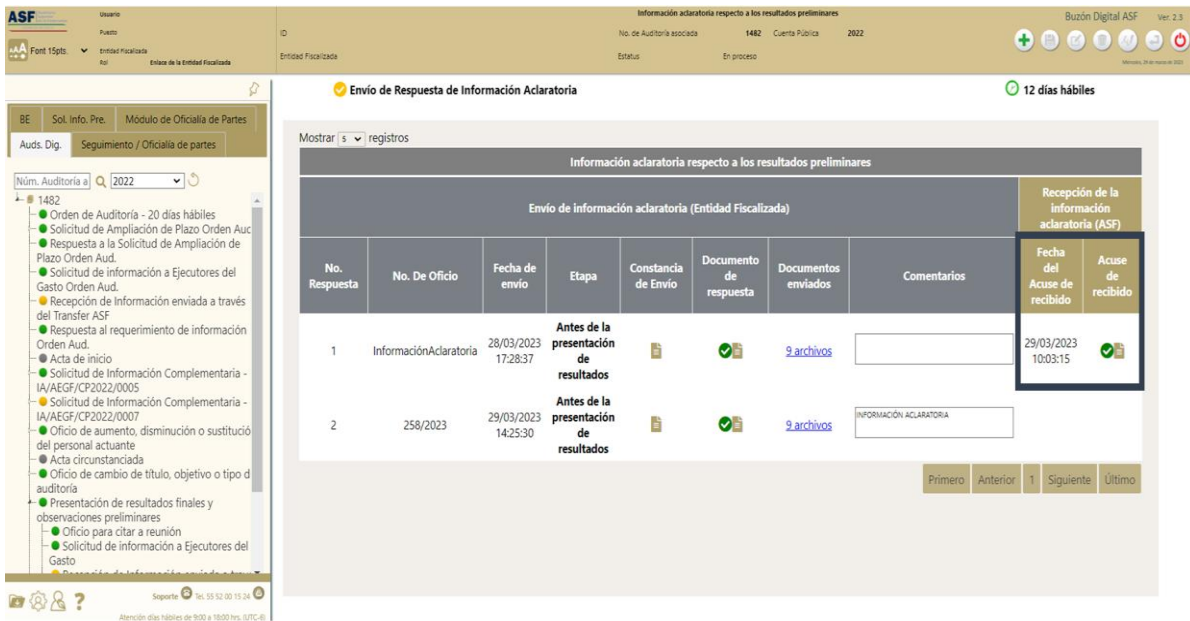 ASF
Usuario
Puesto
Entidad Fiscalizada
Rol Enlace de la Entidad Fiscalizada
AA Font 15pts.
Información aclaratoria respecto a los resultados preliminares
ID
No. de Auditoría asociada 1482 Cuenta Pública 2022
Entidad Fiscalizada
Estatus En proceso
Buzón Digital ASF Ver. 2.3
Miércoles, 29 de marzo de 2023
BE Sol. Info. Pre. Módulo de Oficialía de Partes
Auds. Dig. Seguimiento / Oficialía de partes
Núm. Auditoría a 2022
1482
Orden de Auditoría - 20 días hábiles
Solicitud de Ampliación de Plazo Orden Auc
Respuesta a la Solicitud de Ampliación de
Plazo Orden Aud.
Solicitud de información a Ejecutores del
Gasto Orden Aud.
Recepción de Información enviada a través
del Transfer ASF
Respuesta al requerimiento de información
Orden Aud.
Acta de inicio
Solicitud de Información Complementaria -
IA/AEGF/CP2022/0005
Solicitud de Información Complementaria -
IA/AEGF/CP2022/0007
Oficio de aumento, disminución o sustitució
del personal actuante
Acta circunstanciada
Oficio de cambio de título, objetivo o tipo d
auditoría
Presentación de resultados finales y
observaciones preliminares
Oficio para citar a reunión
Solicitud de información a Ejecutores del
Gasto
Soporte Tel. 55 52 00 15 24
Atención días hábiles de 9:00 a 18:00 hrs. (UTC-6)
Envío de Respuesta de Información Aclaratoria
12 días hábiles
Mostrar 5 registros
Información aclaratoria respecto a los resultados preliminares
Envío de información aclaratoria (Entidad Fiscalizada)
Recepción de la
información
aclaratoria (ASF)
No.
Respuesta
No. De Oficio
Fecha de
envío
Etapa
Constancia
de Envío
Documento
de
respuesta
Documentos
enviados
Comentarios
Fecha
del
Acuse de
recibido
Acuse
de
recibido
1
InformaciónAclaratoria
28/03/2023
17:28:37
Antes de la
presentación
de
resultados
9 archivos
29/03/2023
10:03:15
2
258/2023
29/03/2023
14:25:30
Antes de la
presentación
de
resultados
9 archivos
INFORMACIÓN ACLARATORIA
Primero Anterior 1 Siguiente Último